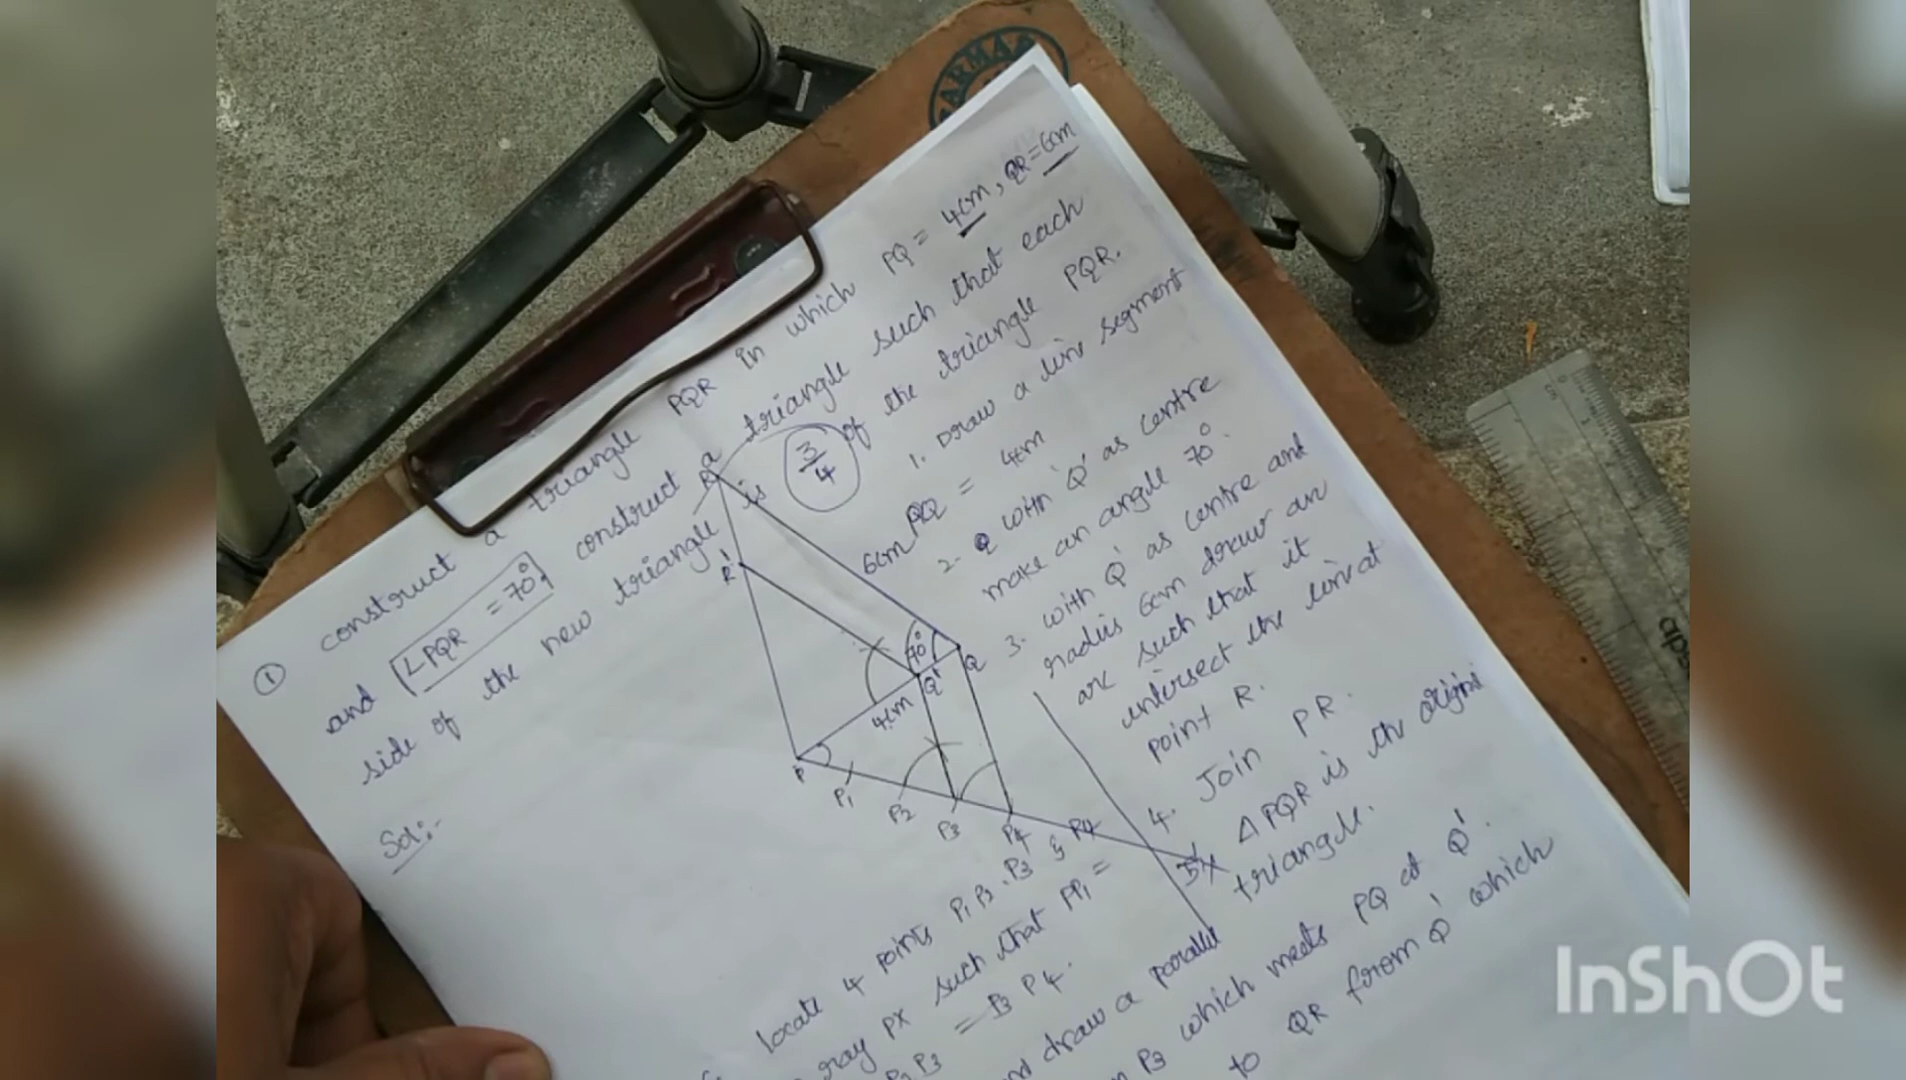 ARMA
① construct a triangle PQR in which PQ = 4cm, QR = 6cm
and ∠PQR = 70°, construct a triangle such that each
side of the new triangle is 3/4 of the triangle PQR.
Sol:-
1. Draw a line segment
PQ = 4cm
2. Q with 'Q' as centre
make an angle 70°.
3. with Q' as centre and
radius 6cm draw an
arc such that it
intersect the line at
point R.
4. Join PR.
△PQR is the origin
triangle.
R
R'
6cm
70°
Q
Q'
4cm
P
P1
P2
P3
P4
X
locate 4 points P1 P2, P3 & P4
ray PX such that PP1 =
P2P3 = P3P4.
draw a parallel
P3 which meets PQ at Q'.
to QR from Q' which
InShOt